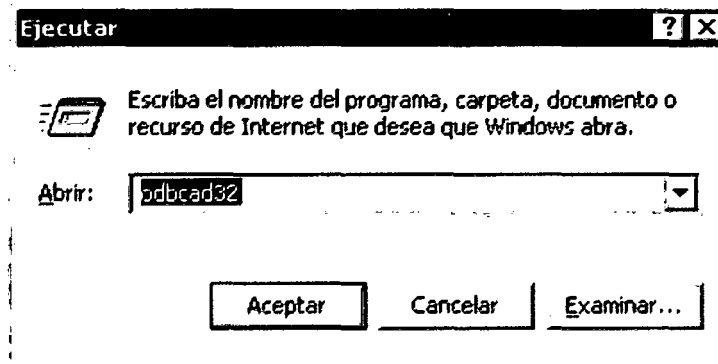 Ejecutar
Escriba el nombre del programa, carpeta, documento o
recurso de Internet que desea que Windows abra.
Abrir: odbcad32
Aceptar Cancelar Examinar...